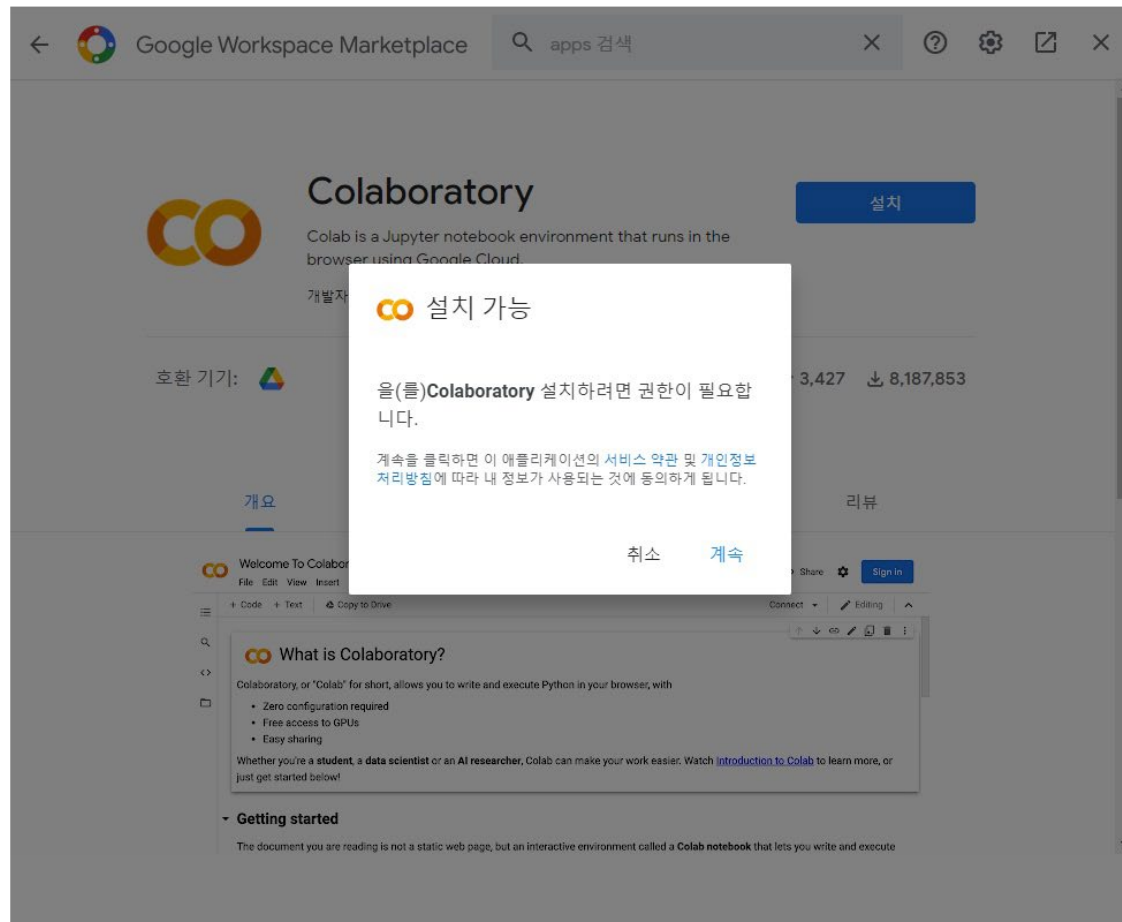 Google Workspace Marketplace
apps 검색
Colaboratory
설치
Colab is a Jupyter notebook environment that runs in the
browser using Google Cloud.
개발자
설치 가능
호환 기기:
3,427
8,187,853
을(를)Colaboratory 설치하려면 권한이 필요합
니다.
계속을 클릭하면 이 애플리케이션의 서비스 약관 및 개인정보
처리방침에 따라 내 정보가 사용되는 것에 동의하게 됩니다.
개요
리뷰
취소
계속
Welcome To Colabor
File Edit View Insert
Share
Sign in
+ Code + Text Copy to Drive
Connect
Editing
What is Colaboratory?
Colaboratory, or "Colab" for short, allows you to write and execute Python in your browser, with
• Zero configuration required
• Free access to GPUs
• Easy sharing
Whether you're a student, a data scientist or an AI researcher, Colab can make your work easier. Watch Introduction to Colab to learn more, or
just get started below!
Getting started
The document you are reading is not a static web page, but an interactive environment called a Colab notebook that lets you write and execute